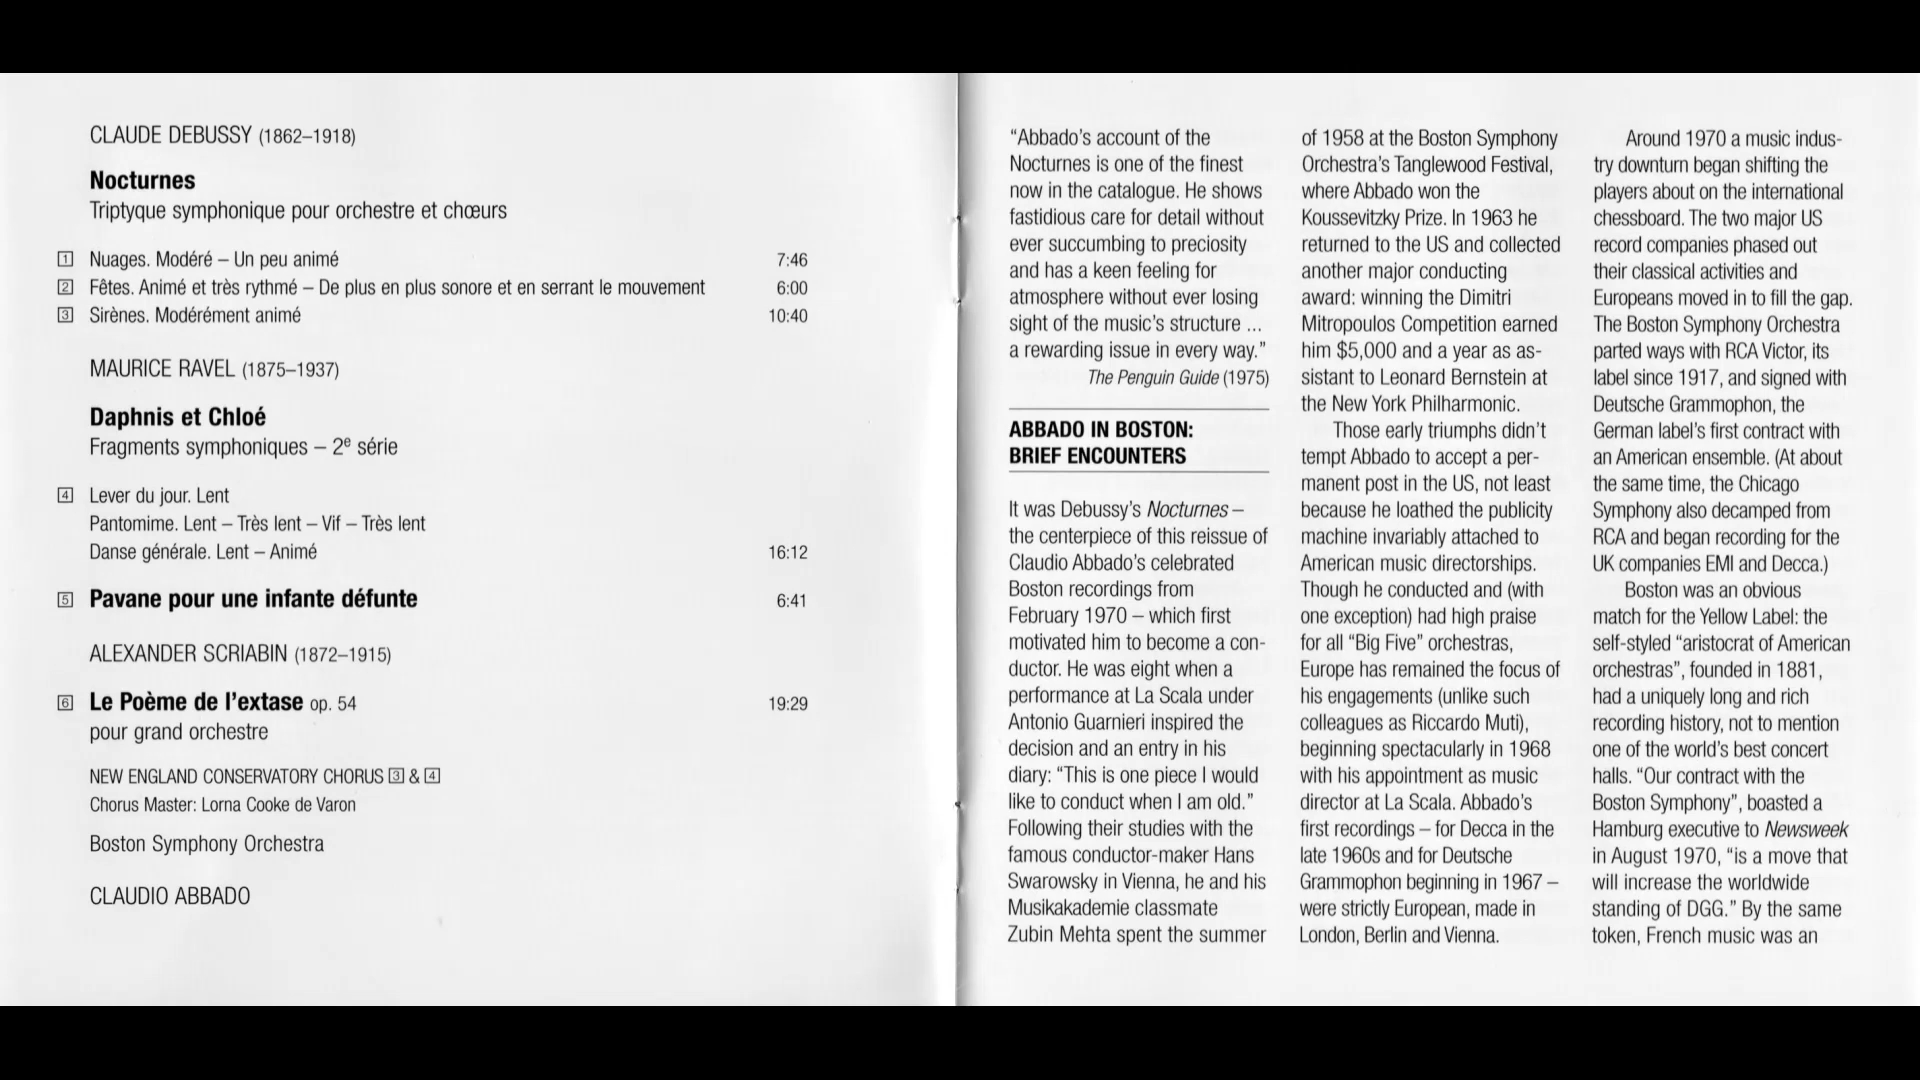 CLAUDE DEBUSSY (1862–1918)
Nocturnes
Triptyque symphonique pour orchestre et chœurs
1 Nuages. Modéré – Un peu animé 7:46
2 Fêtes. Animé et très rythmé – De plus en plus sonore et en serrant le mouvement 6:00
3 Sirènes. Modérément animé 10:40
MAURICE RAVEL (1875–1937)
Daphnis et Chloé
Fragments symphoniques – 2e série
4 Lever du jour. Lent
Pantomime. Lent – Très lent – Vif – Très lent
Danse générale. Lent – Animé 16:12
5 Pavane pour une infante défunte 6:41
ALEXANDER SCRIABIN (1872–1915)
6 Le Poème de l’extase op. 54 19:29
pour grand orchestre
NEW ENGLAND CONSERVATORY CHORUS 3 & 4
Chorus Master: Lorna Cooke de Varon
Boston Symphony Orchestra
CLAUDIO ABBADO
“Abbado’s account of the
Nocturnes is one of the finest
now in the catalogue. He shows
fastidious care for detail without
ever succumbing to preciosity
and has a keen feeling for
atmosphere without ever losing
sight of the music’s structure ...
a rewarding issue in every way.”
The Penguin Guide (1975)
ABBADO IN BOSTON:
BRIEF ENCOUNTERS
It was Debussy’s Nocturnes –
the centerpiece of this reissue of
Claudio Abbado’s celebrated
Boston recordings from
February 1970 – which first
motivated him to become a con-
ductor. He was eight when a
performance at La Scala under
Antonio Guarnieri inspired the
decision and an entry in his
diary: “This is one piece I would
like to conduct when I am old.”
Following their studies with the
famous conductor-maker Hans
Swarowsky in Vienna, he and his
Musikakademie classmate
Zubin Mehta spent the summer
of 1958 at the Boston Symphony
Orchestra’s Tanglewood Festival,
where Abbado won the
Koussevitzky Prize. In 1963 he
returned to the US and collected
another major conducting
award: winning the Dimitri
Mitropoulos Competition earned
him $5,000 and a year as as-
sistant to Leonard Bernstein at
the New York Philharmonic.
Those early triumphs didn’t
tempt Abbado to accept a per-
manent post in the US, not least
because he loathed the publicity
machine invariably attached to
American music directorships.
Though he conducted and (with
one exception) had high praise
for all “Big Five” orchestras,
Europe has remained the focus of
his engagements (unlike such
colleagues as Riccardo Muti),
beginning spectacularly in 1968
with his appointment as music
director at La Scala. Abbado’s
first recordings – for Decca in the
late 1960s and for Deutsche
Grammophon beginning in 1967 –
were strictly European, made in
London, Berlin and Vienna.
Around 1970 a music indus-
try downturn began shifting the
players about on the international
chessboard. The two major US
record companies phased out
their classical activities and
Europeans moved in to fill the gap.
The Boston Symphony Orchestra
parted ways with RCA Victor, its
label since 1917, and signed with
Deutsche Grammophon, the
German label’s first contract with
an American ensemble. (At about
the same time, the Chicago
Symphony also decamped from
RCA and began recording for the
UK companies EMI and Decca.)
Boston was an obvious
match for the Yellow Label: the
self-styled “aristocrat of American
orchestras”, founded in 1881,
had a uniquely long and rich
recording history, not to mention
one of the world’s best concert
halls. “Our contract with the
Boston Symphony”, boasted a
Hamburg executive to Newsweek
in August 1970, “is a move that
will increase the worldwide
standing of DGG.” By the same
token, French music was an